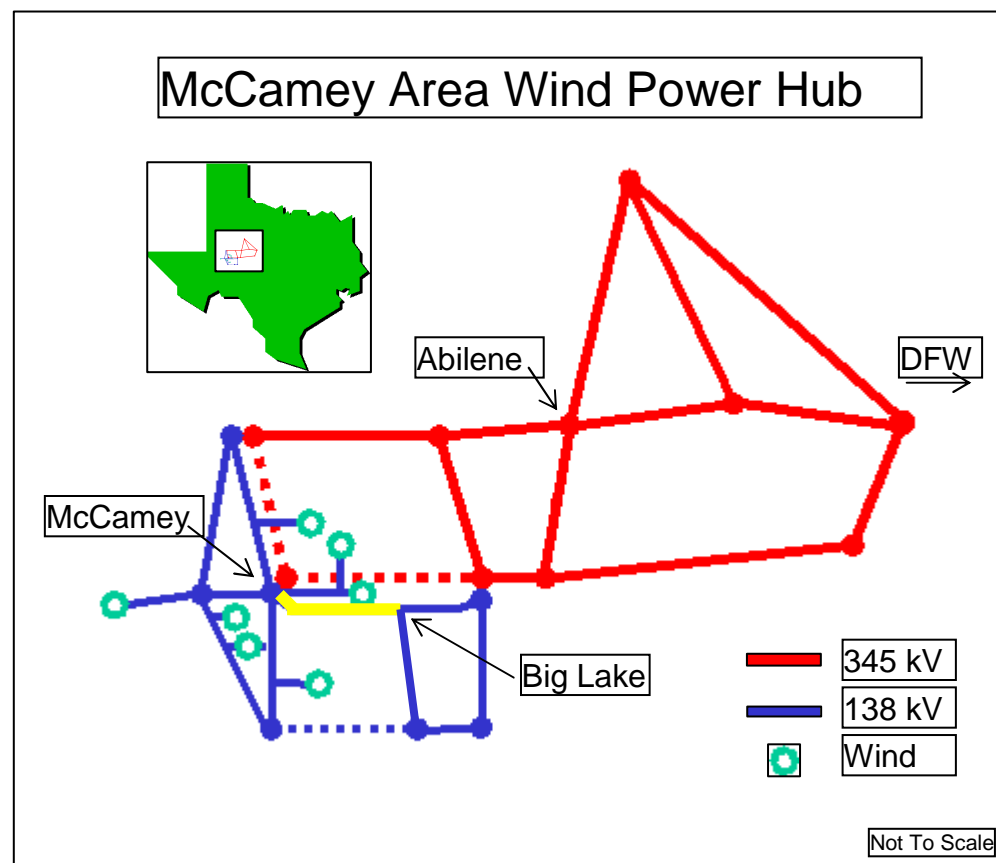 McCamey Area Wind Power Hub
Abilene
DFW
McCamey
Big Lake
345 kV
138 kV
Wind
Not To Scale